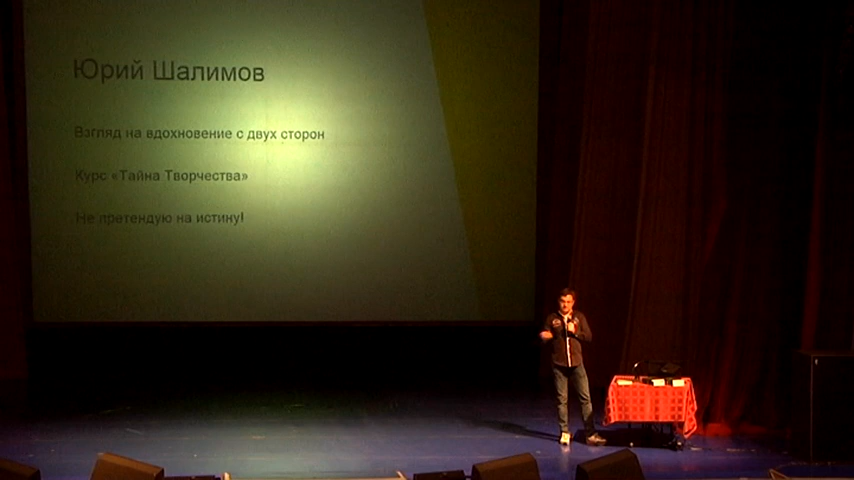 Юрий Шалимов
Взгляд на вдохновение с двух сторон
Курс «Тайна Творчества»
Не претендую на истину!